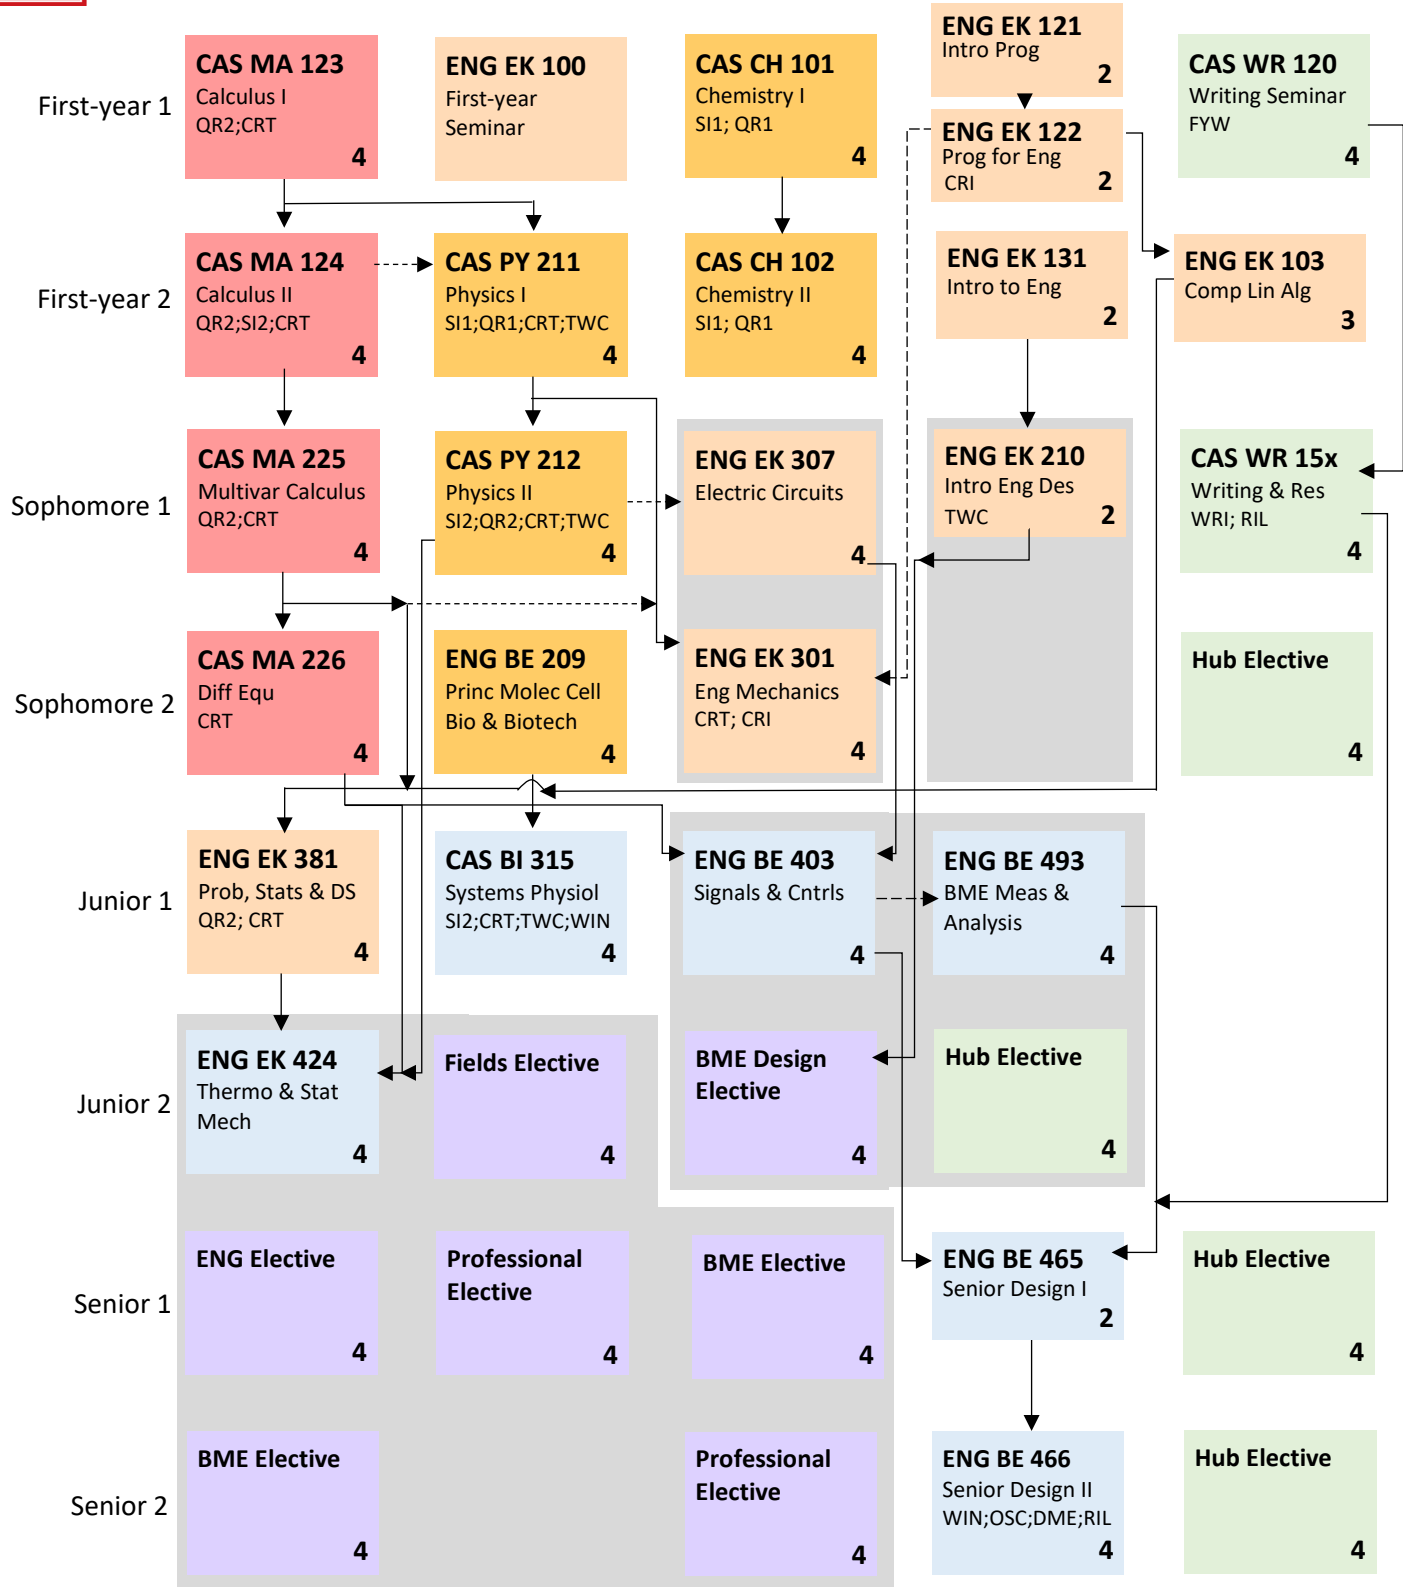 First-year 1
CAS MA 123
Calculus I
QR2;CRT
4
ENG EK 100
First-year
Seminar
CAS CH 101
Chemistry I
SI1; QR1
4
ENG EK 121
Intro Prog
2
ENG EK 122
Prog for Eng
CRI
2
CAS WR 120
Writing Seminar
FYW
4
First-year 2
CAS MA 124
Calculus II
QR2;SI2;CRT
4
CAS PY 211
Physics I
SI1;QR1;CRT;TWC
4
CAS CH 102
Chemistry II
SI1; QR1
4
ENG EK 131
Intro to Eng
2
ENG EK 103
Comp Lin Alg
3
Sophomore 1
CAS MA 225
Multivar Calculus
QR2;CRT
4
CAS PY 212
Physics II
SI2;QR2;CRT;TWC
4
ENG EK 307
Electric Circuits
4
ENG EK 210
Intro Eng Des
TWC
2
CAS WR 15x
Writing & Res
WRI; RIL
4
Sophomore 2
CAS MA 226
Diff Equ
CRT
4
ENG BE 209
Princ Molec Cell
Bio & Biotech
4
ENG EK 301
Eng Mechanics
CRT; CRI
4
Hub Elective
4
Junior 1
ENG EK 381
Prob, Stats & DS
QR2; CRT
4
CAS BI 315
Systems Physiol
SI2;CRT;TWC;WIN
4
ENG BE 403
Signals & Cntrls
4
ENG BE 493
BME Meas &
Analysis
4
Junior 2
ENG EK 424
Thermo & Stat
Mech
4
Fields Elective
4
BME Design
Elective
4
Hub Elective
4
Senior 1
ENG Elective
4
Professional
Elective
4
BME Elective
4
ENG BE 465
Senior Design I
2
Hub Elective
4
Senior 2
BME Elective
4
Professional
Elective
4
ENG BE 466
Senior Design II
WIN;OSC;DME;RIL
4
Hub Elective
4